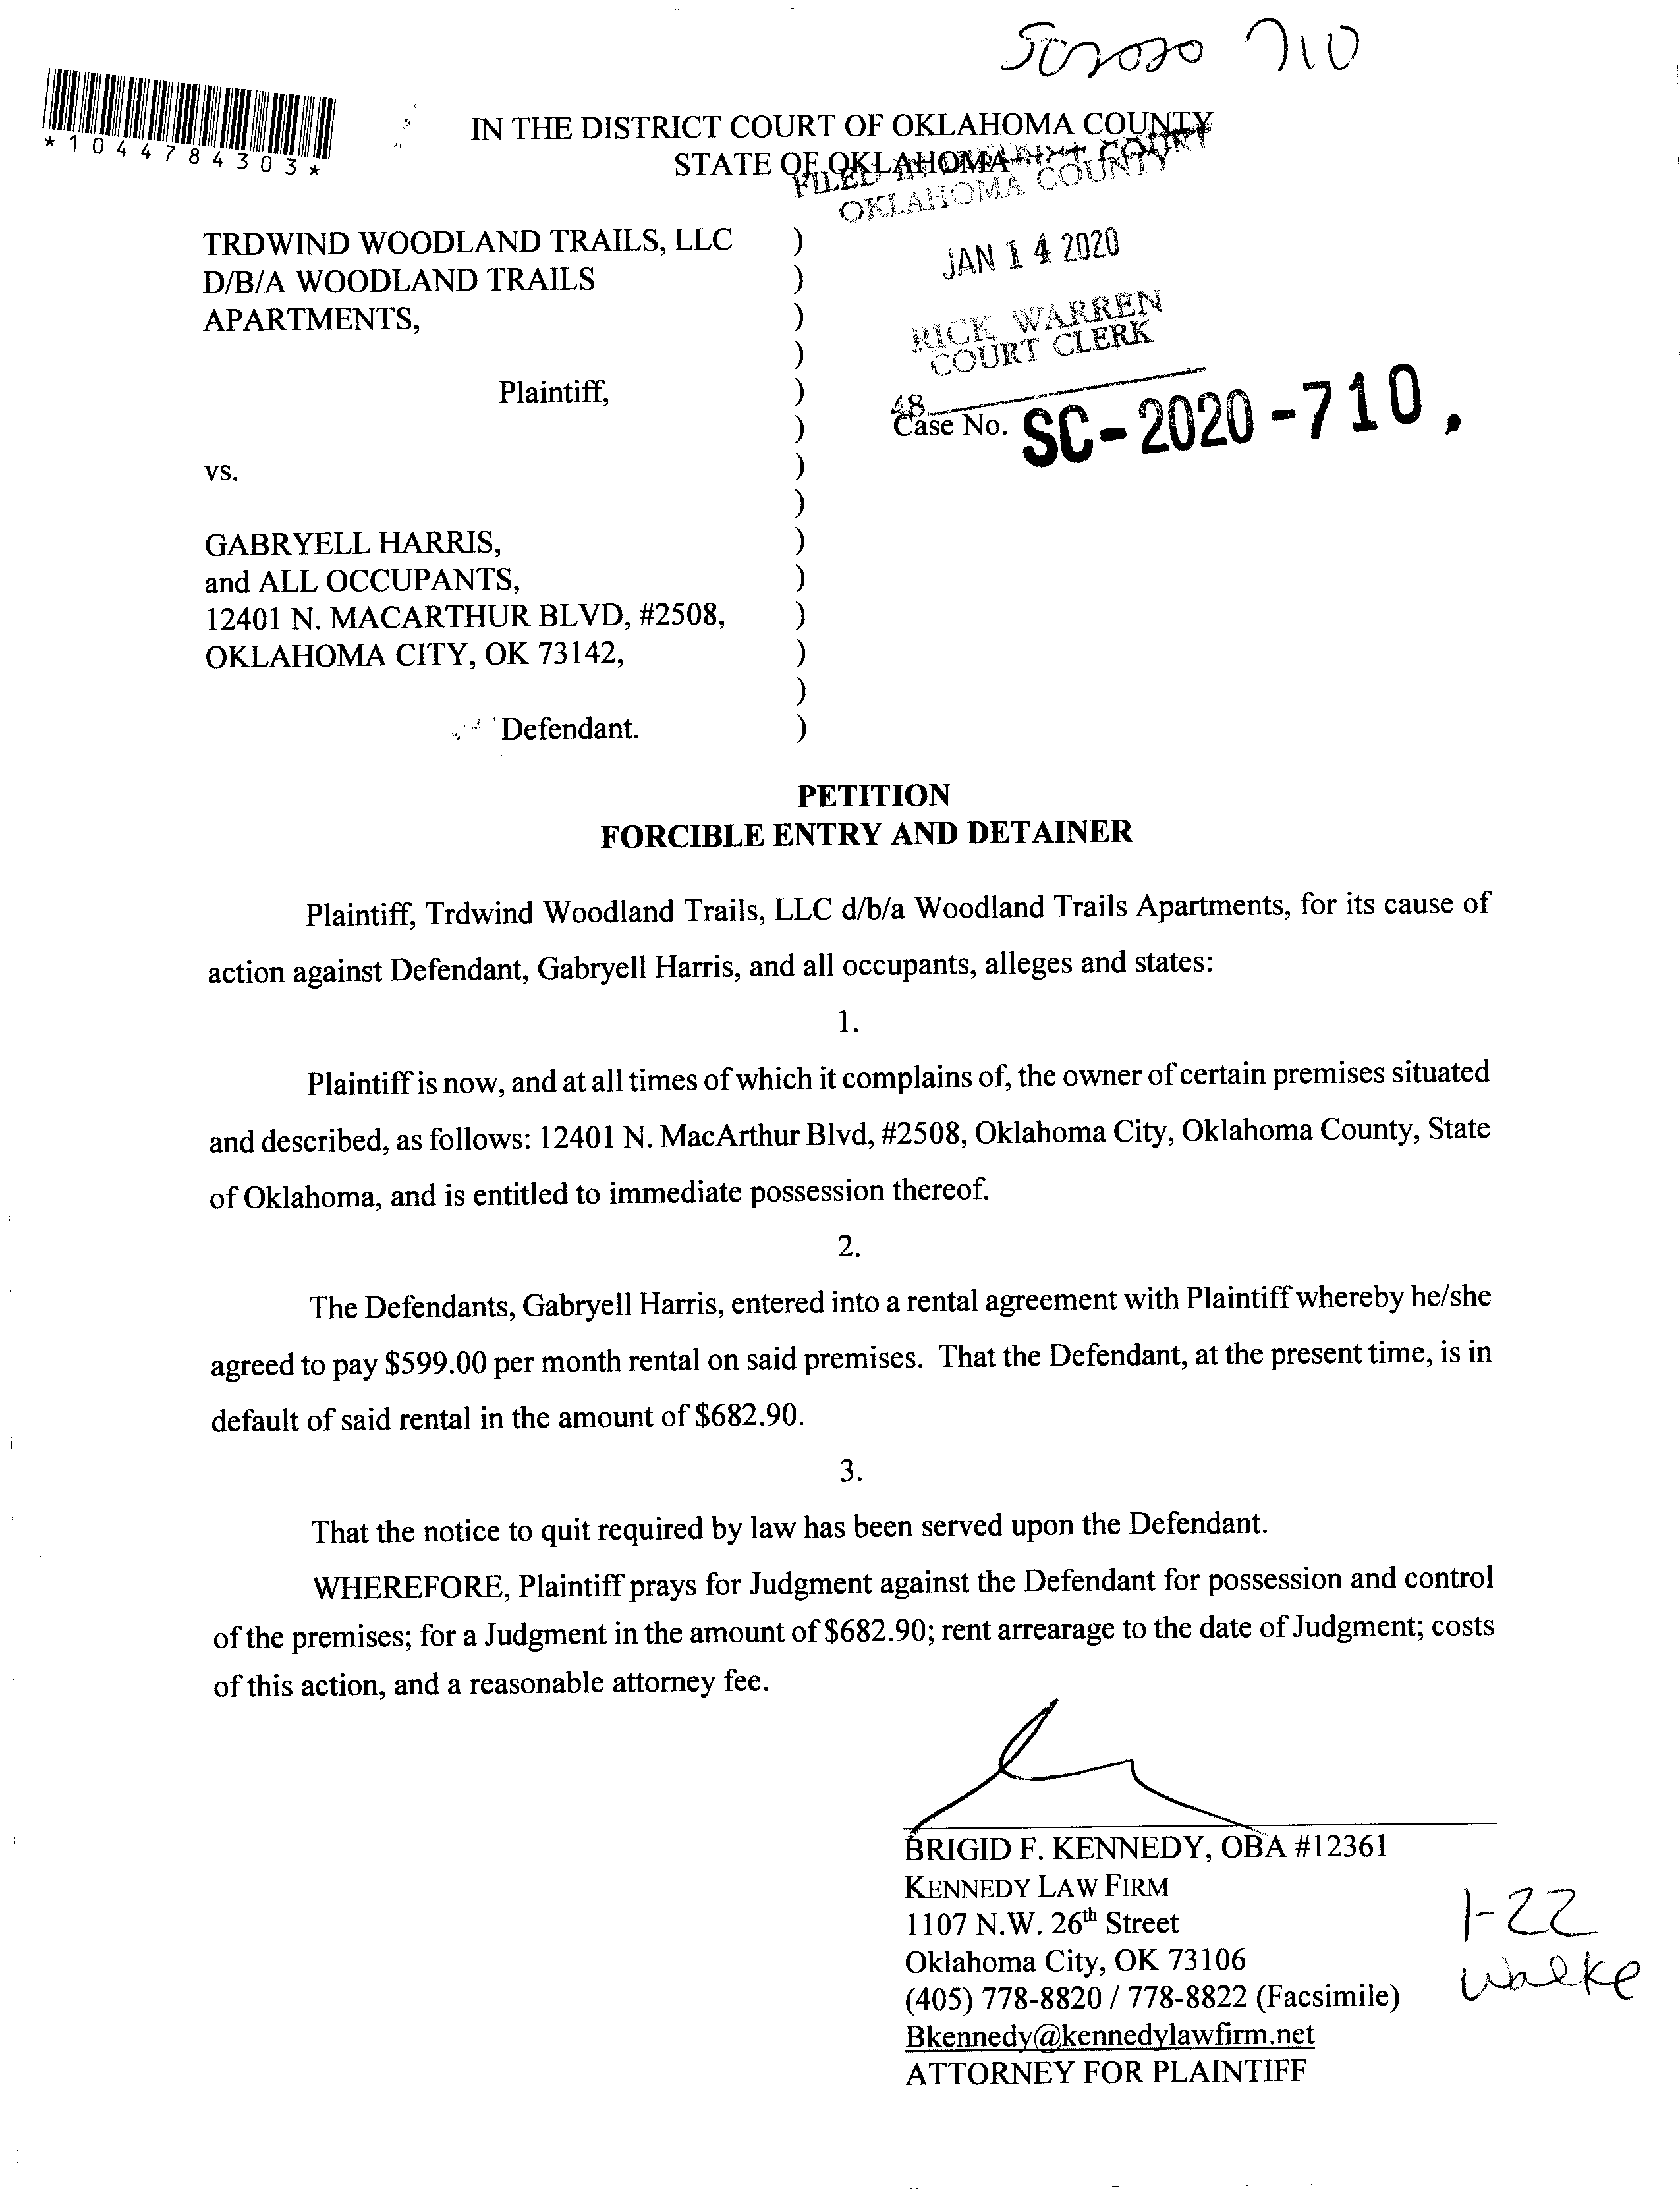 SC2020 710
*1044784303*
IN THE DISTRICT COURT OF OKLAHOMA COUNTY
STATE OF OKLAHOMA
FILED IN DISTRICT COURT
OKLAHOMA COUNTY
JAN 14 2020
RICK WARREN
COURT CLERK
48
TRDWIND WOODLAND TRAILS, LLC )
D/B/A WOODLAND TRAILS )
APARTMENTS, )
)
Plaintiff, )
) Case No. SC-2020-710,
vs. )
)
GABRYELL HARRIS, )
and ALL OCCUPANTS, )
12401 N. MACARTHUR BLVD, #2508, )
OKLAHOMA CITY, OK 73142, )
)
Defendant. )
PETITION
FORCIBLE ENTRY AND DETAINER
Plaintiff, Trdwind Woodland Trails, LLC d/b/a Woodland Trails Apartments, for its cause of
action against Defendant, Gabryell Harris, and all occupants, alleges and states:
1.
Plaintiff is now, and at all times of which it complains of, the owner of certain premises situated
and described, as follows: 12401 N. MacArthur Blvd, #2508, Oklahoma City, Oklahoma County, State
of Oklahoma, and is entitled to immediate possession thereof.
2.
The Defendants, Gabryell Harris, entered into a rental agreement with Plaintiff whereby he/she
agreed to pay $599.00 per month rental on said premises. That the Defendant, at the present time, is in
default of said rental in the amount of $682.90.
3.
That the notice to quit required by law has been served upon the Defendant.
WHEREFORE, Plaintiff prays for Judgment against the Defendant for possession and control
of the premises; for a Judgment in the amount of $682.90; rent arrearage to the date of Judgment; costs
of this action, and a reasonable attorney fee.
BRIGID F. KENNEDY, OBA #12361
KENNEDY LAW FIRM
1107 N.W. 26th Street
Oklahoma City, OK 73106
(405) 778-8820 / 778-8822 (Facsimile)
Bkennedy@kennedylawfirm.net
ATTORNEY FOR PLAINTIFF
1-22
Walke